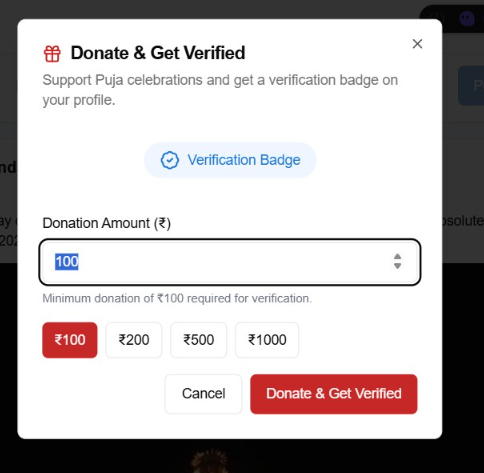 Donate & Get Verified
Support Puja celebrations and get a verification badge on
your profile.
Verification Badge
Donation Amount (₹)
100
Minimum donation of ₹100 required for verification.
₹100 ₹200 ₹500 ₹1000
Cancel Donate & Get Verified